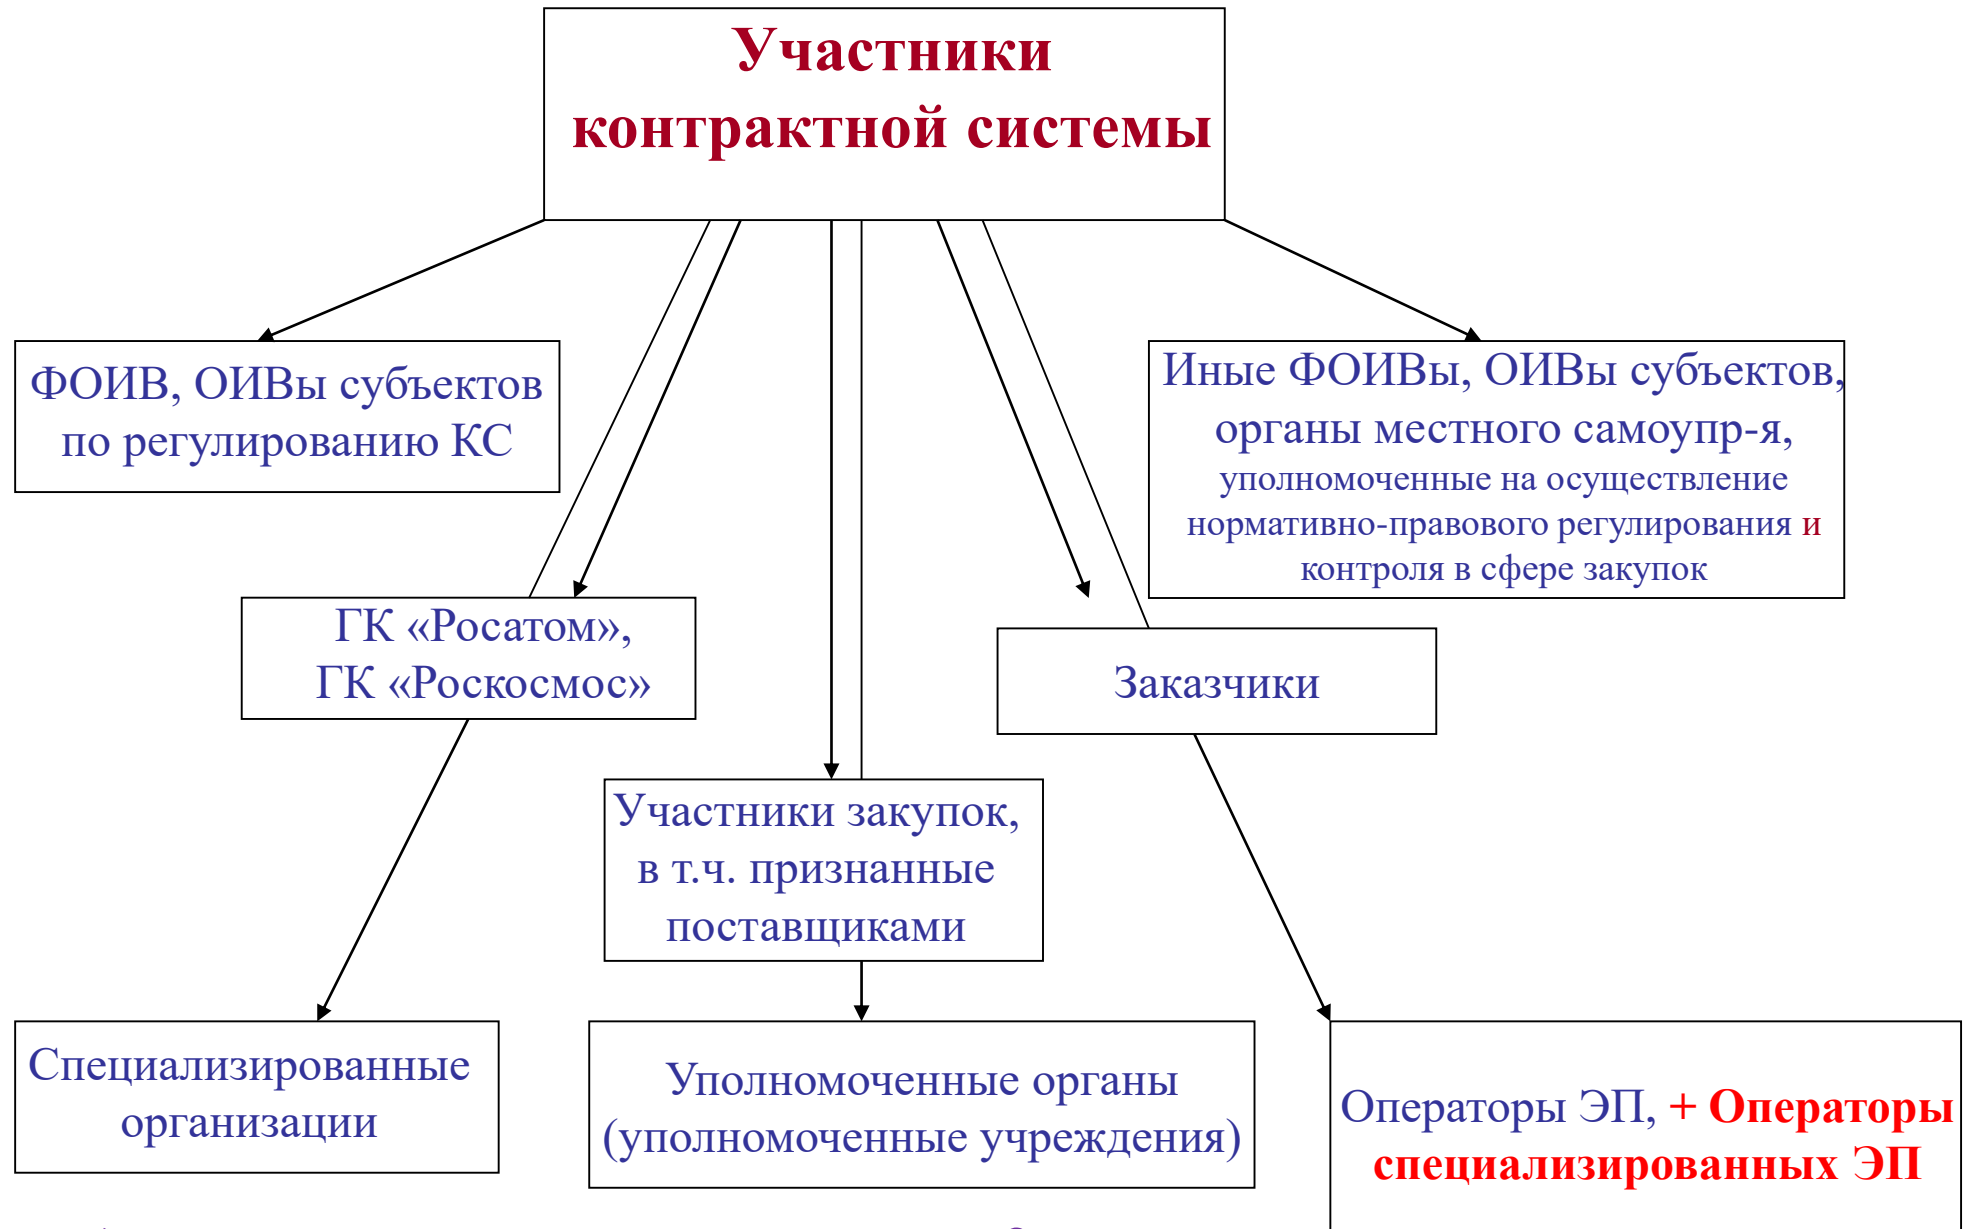 Участники
контрактной системы
ФОИВ, ОИВы субъектов
по регулированию КС
Иные ФОИВы, ОИВы субъектов,
органы местного самоупр-я,
уполномоченные на осуществление
нормативно-правового регулирования и
контроля в сфере закупок
ГК «Росатом»,
ГК «Роскосмос»
Заказчики
Участники закупок,
в т.ч. признанные
поставщиками
Специализированные
организации
Уполномоченные органы
(уполномоченные учреждения)
Операторы ЭП, + Операторы
специализированных ЭП